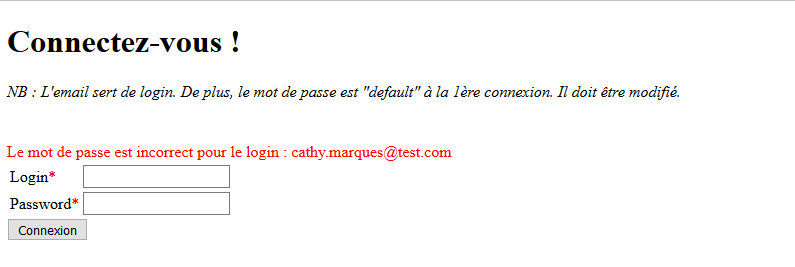 Connectez-vous !
NB : L'email sert de login. De plus, le mot de passe est "default" à la 1ère connexion. Il doit être modifié.
Le mot de passe est incorrect pour le login : cathy.marques@test.com
Login*
Password*
Connexion